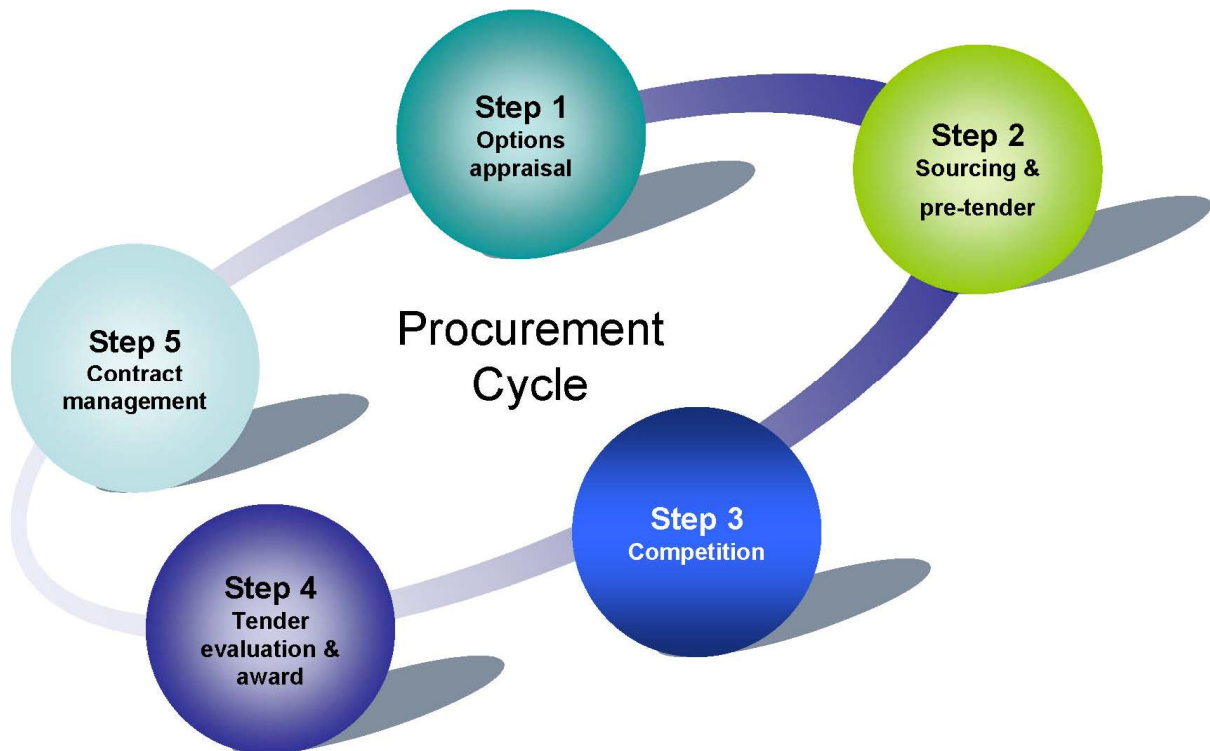 Procurement
Cycle
Step 1
Options
appraisal
Step 2
Sourcing &
pre-tender
Step 3
Competition
Step 4
Tender
evaluation &
award
Step 5
Contract
management